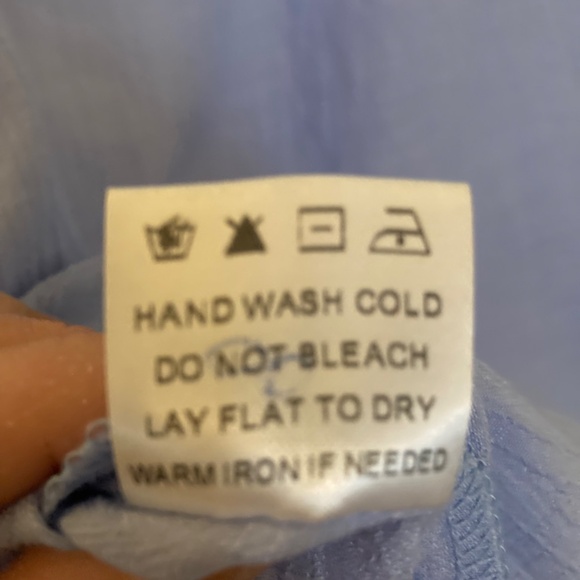 HAND WASH COLD
DO NOT BLEACH
LAY FLAT TO DRY
WARM IRON IF NEEDED